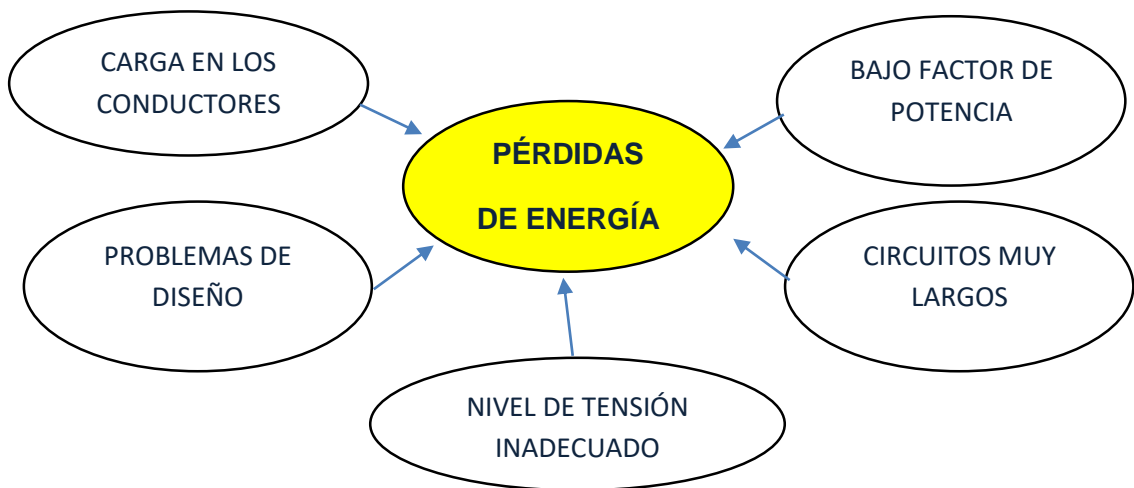 CARGA EN LOS
CONDUCTORES
BAJO FACTOR DE
POTENCIA
PÉRDIDAS
DE ENERGÍA
PROBLEMAS DE
DISEÑO
CIRCUITOS MUY
LARGOS
NIVEL DE TENSIÓN
INADECUADO